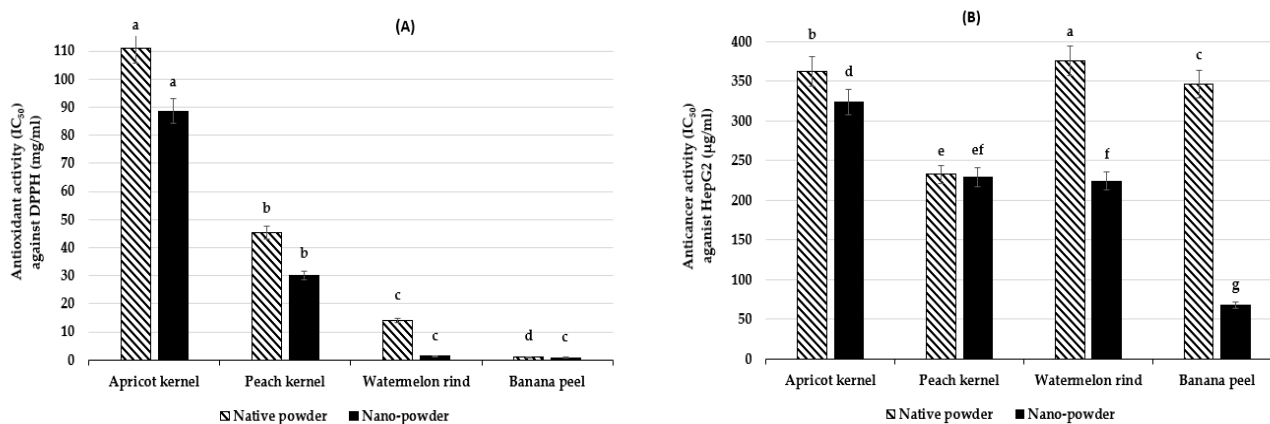 (A)
Antioxidant activity (IC50)
against DPPH (mg/ml)
110
100
90
80
70
60
50
40
30
20
10
0
a
a
b
b
c
c
d
c
Apricot kernel
Peach kernel
Watermelon rind
Banana peel
Native powder
Nano-powder
(B)
Anticancer activity (IC50)
aganist HepG2 (μg/ml)
400
350
300
250
200
150
100
50
0
b
d
e
ef
a
f
c
g
Apricot kernel
Peach kernel
Watermelon rind
Banana peel
Native powder
Nano-powder